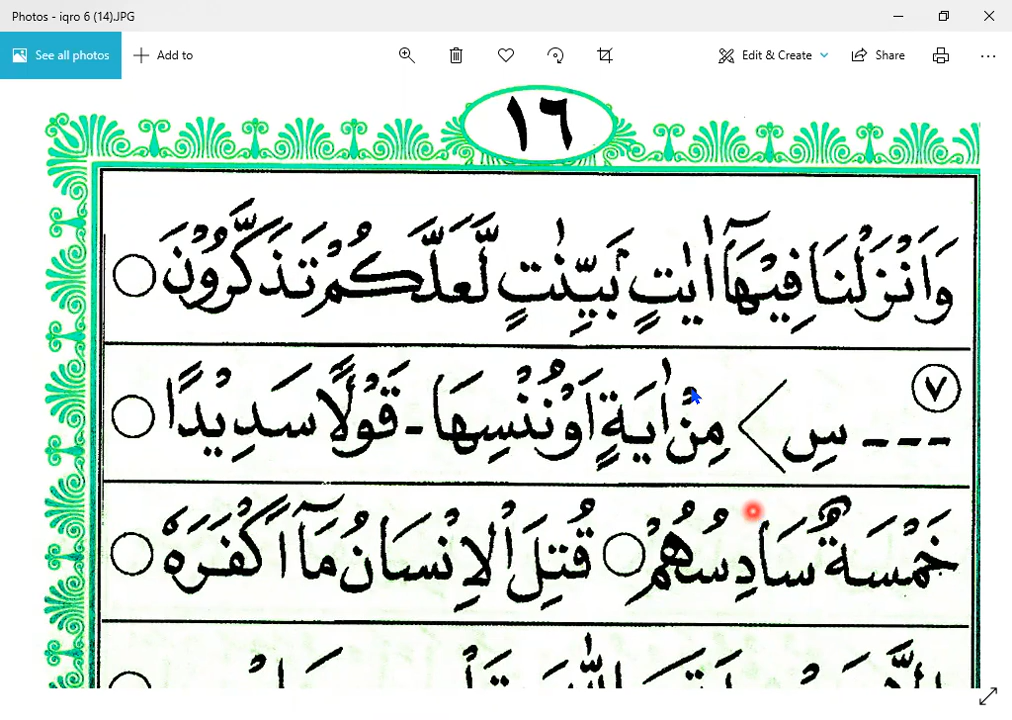 Photos - iqro 6 (14).JPG
See all photos
Add to
Edit & Create
Share
١٦
وَاَنْزَلْنَا فِيْهَآ اٰيٰتٍۢ بَيِّنٰتٍ لَّعَلَّكُمْ تَذَكَّرُوْنَ
٧
--- سِ > مِنْ اٰيَةٍ اَوْنُنْسِهَا - قَوْلًا سَدِيْدًا
خَمْسَةٌ سَادِسُهُمْ ○ قُتِلَ الْاِنْسَانُ مَآ اَكْفَرَهٗ